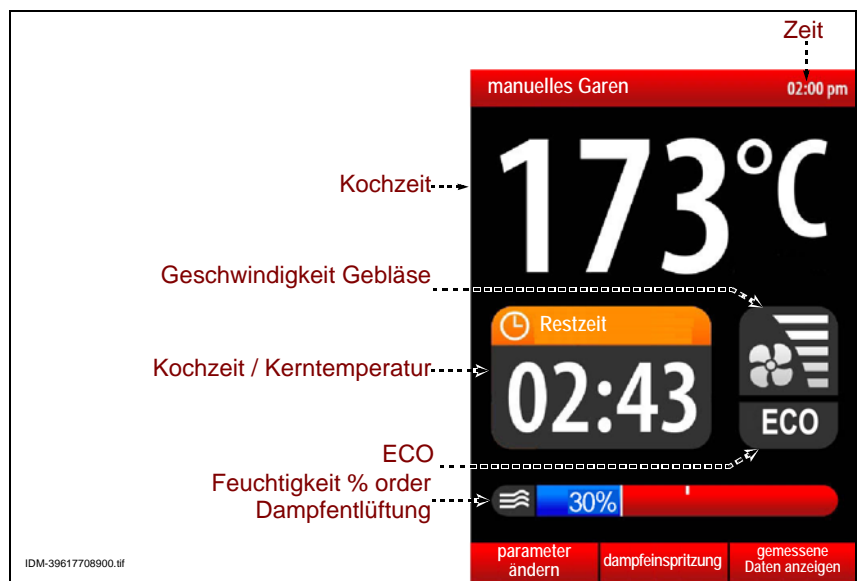 Zeit
manuelles Garen 02:00 pm
Kochzeit
173°C
Geschwindigkeit Gebläse
Restzeit
Kochzeit / Kerntemperatur
02:43
ECO
ECO
Feuchtigkeit % order
Dampfentlüftung
30%
parameter
ändern
dampfeinspritzung
gemessene
Daten anzeigen
IDM-39617708900.tif